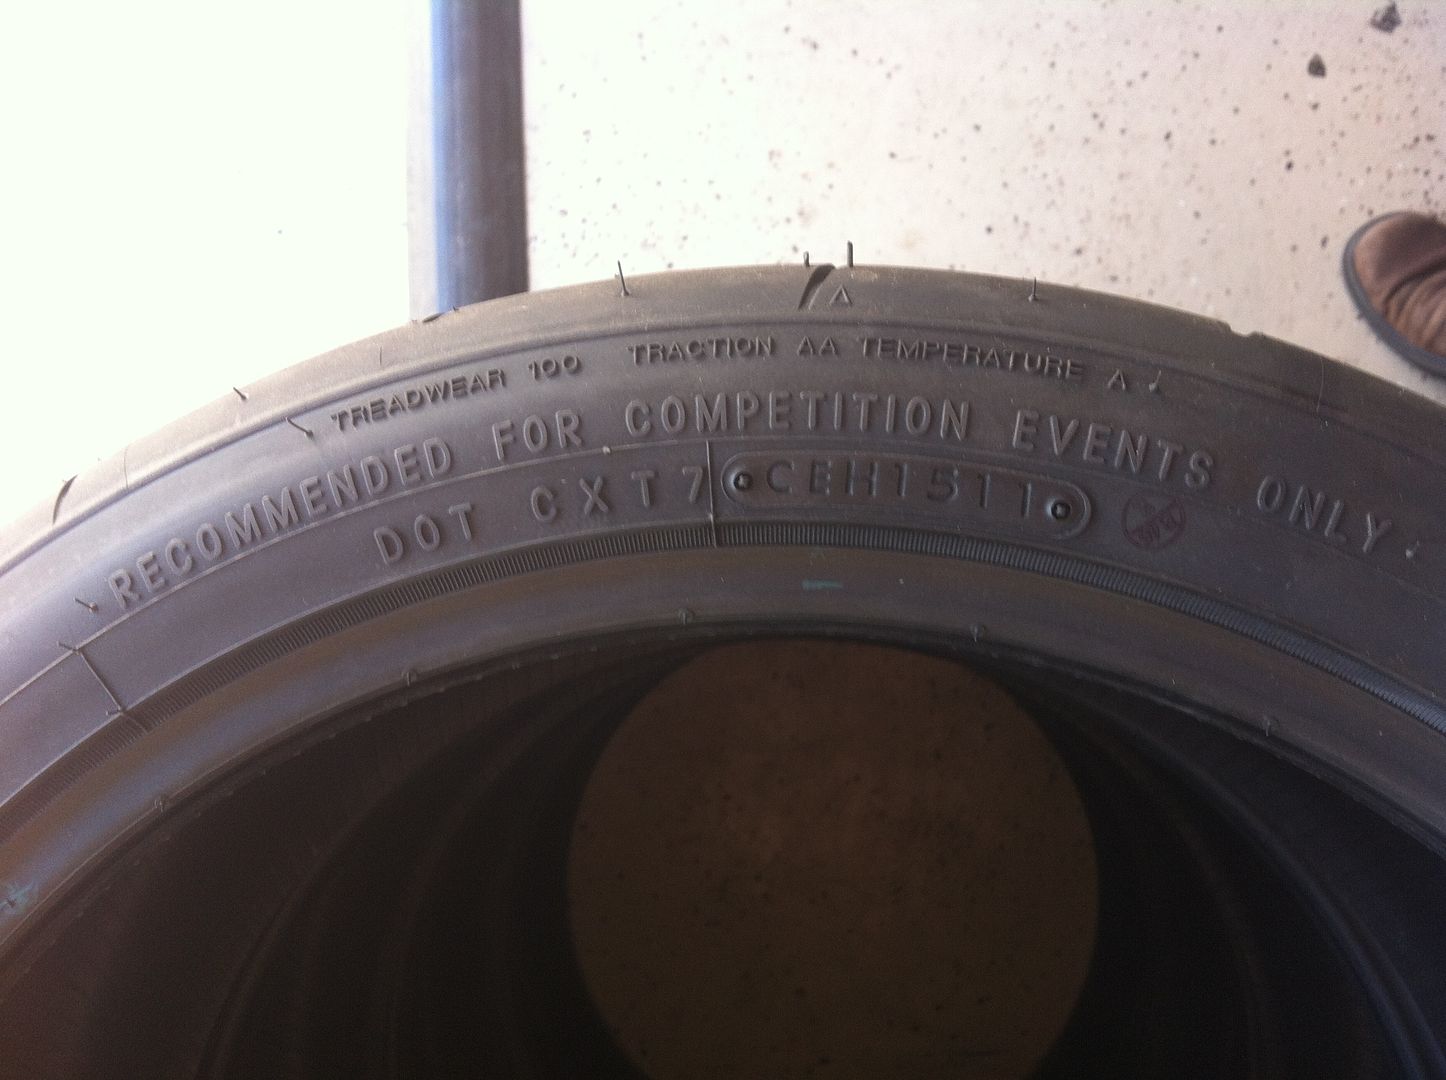 TREADWEAR 100 TRACTION AA TEMPERATURE A
RECOMMENDED FOR COMPETITION EVENTS ONLY
DOT CXT7 CEH1511